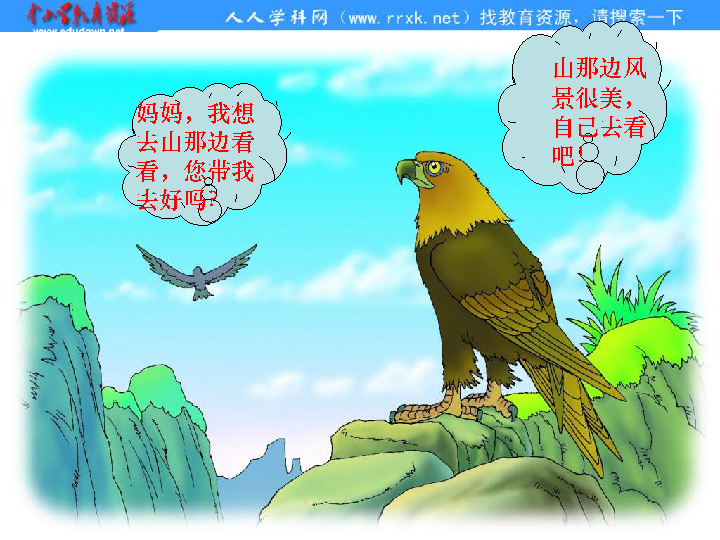 中小学教育资源
www.edudown.net
人人学科网（www.rrxk.net）找教育资源，请搜索一下
妈妈，我想
去山那边看
看，您带我
去好吗？
山那边风
景很美，
自己去看
吧！